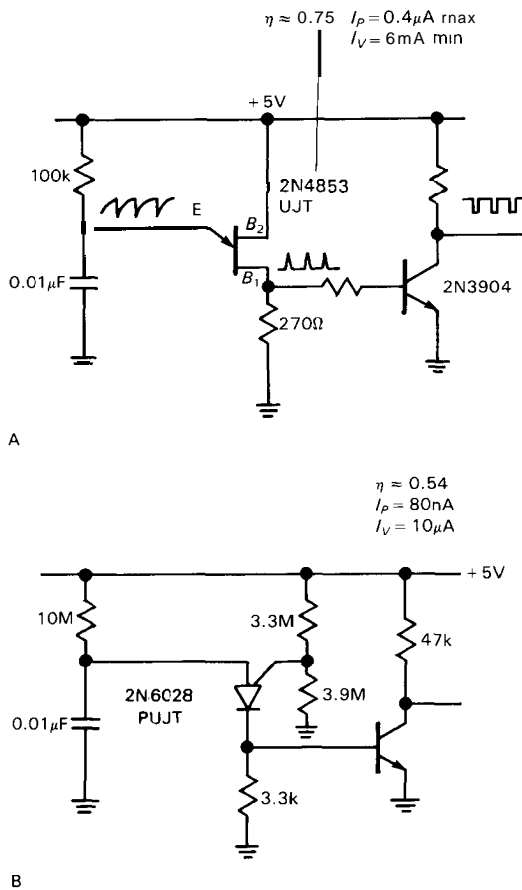 η ≈ 0.75 I_P = 0.4μA max
I_V = 6mA min
+5V
100k
2N4853
UJT
E
B₂
B₁
0.01μF
2N3904
270Ω
A
η ≈ 0.54
I_P = 80nA
I_V = 10μA
+5V
10M
3.3M
47k
2N6028
PUJT
3.9M
0.01μF
3.3k
B